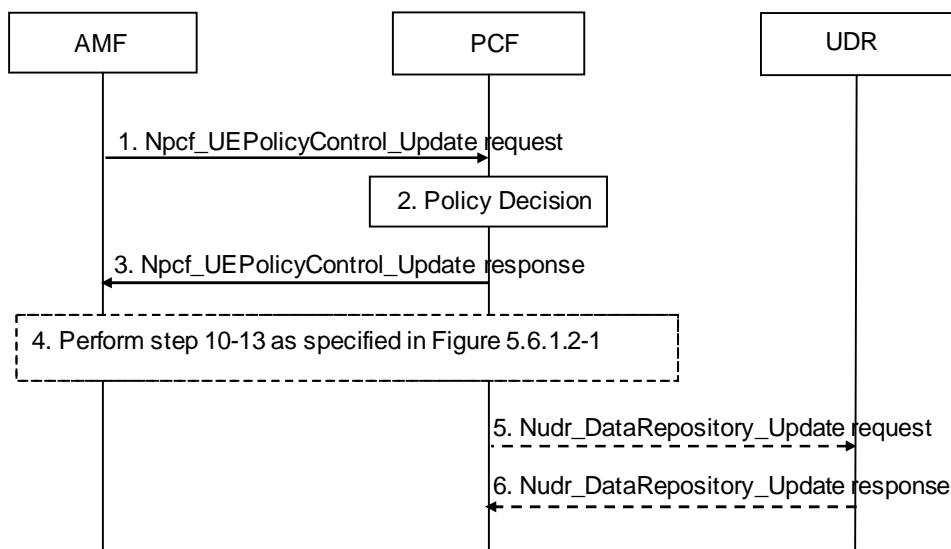 AMF
PCF
UDR
1. Npcf_UEPolicyControl_Update request
2. Policy Decision
3. Npcf_UEPolicyControl_Update response
4. Perform step 10-13 as specified in Figure 5.6.1.2-1
5. Nudr_DataRepository_Update request
6. Nudr_DataRepository_Update response